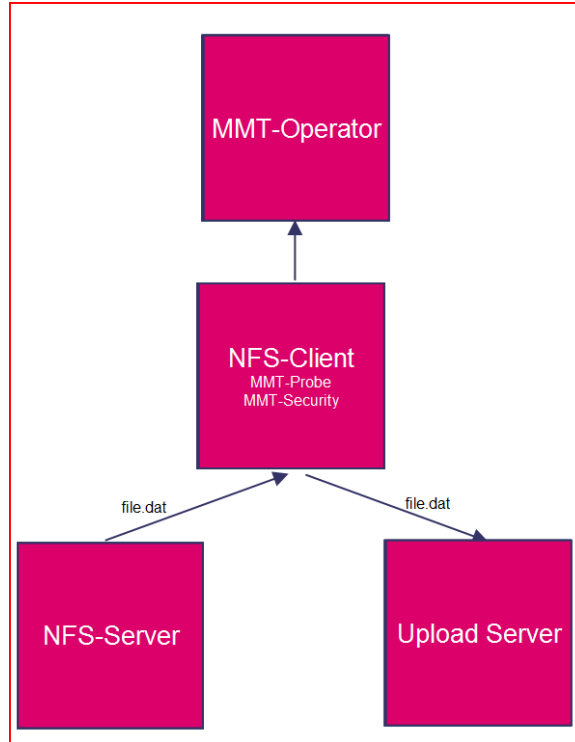 MMT-Operator
NFS-Client
MMT-Probe
MMT-Security
file.dat
file.dat
NFS-Server
Upload Server